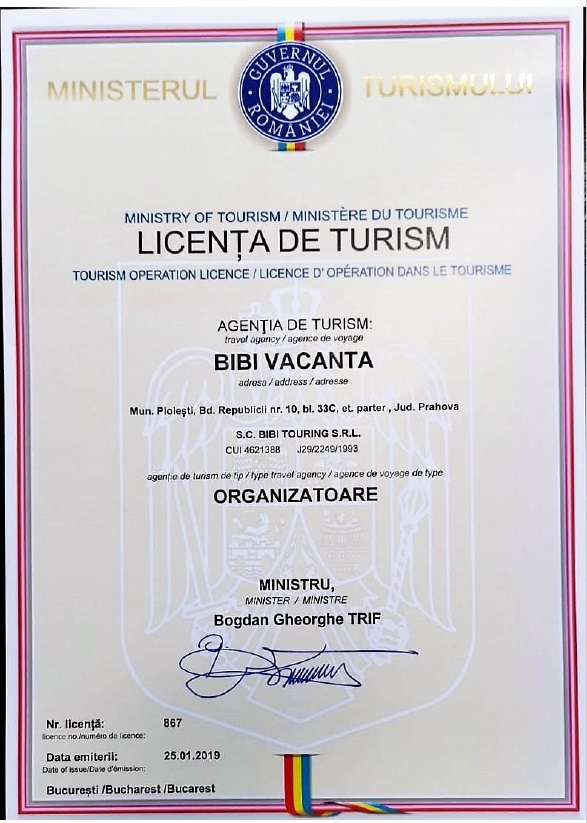 MINISTERUL TURISMULUI
GUVERNUL ROMÂNIEI
MINISTRY OF TOURISM / MINISTÈRE DU TOURISME
LICENȚA DE TURISM
TOURISM OPERATION LICENCE / LICENCE D' OPÉRATION DANS LE TOURISME
AGENŢIA DE TURISM:
travel agency / agence de voyage
BIBI VACANTA
adresa / address / adresse
Mun. Ploiești, Bd. Republicii nr. 10, bl. 33C, et. parter , Jud. Prahova
S.C. BIBI TOURING S.R.L.
CUI 4621388 J29/2249/1993
agenție de turism de tip / type travel agency / agence de voyage de type
ORGANIZATOARE
MINISTRU,
MINISTER / MINISTRE
Bogdan Gheorghe TRIF
Nr. licență: 867
licence no./numéro de licence:
Data emiterii: 25.01.2019
Date of issue/Date d'émission:
București /Bucharest /Bucarest